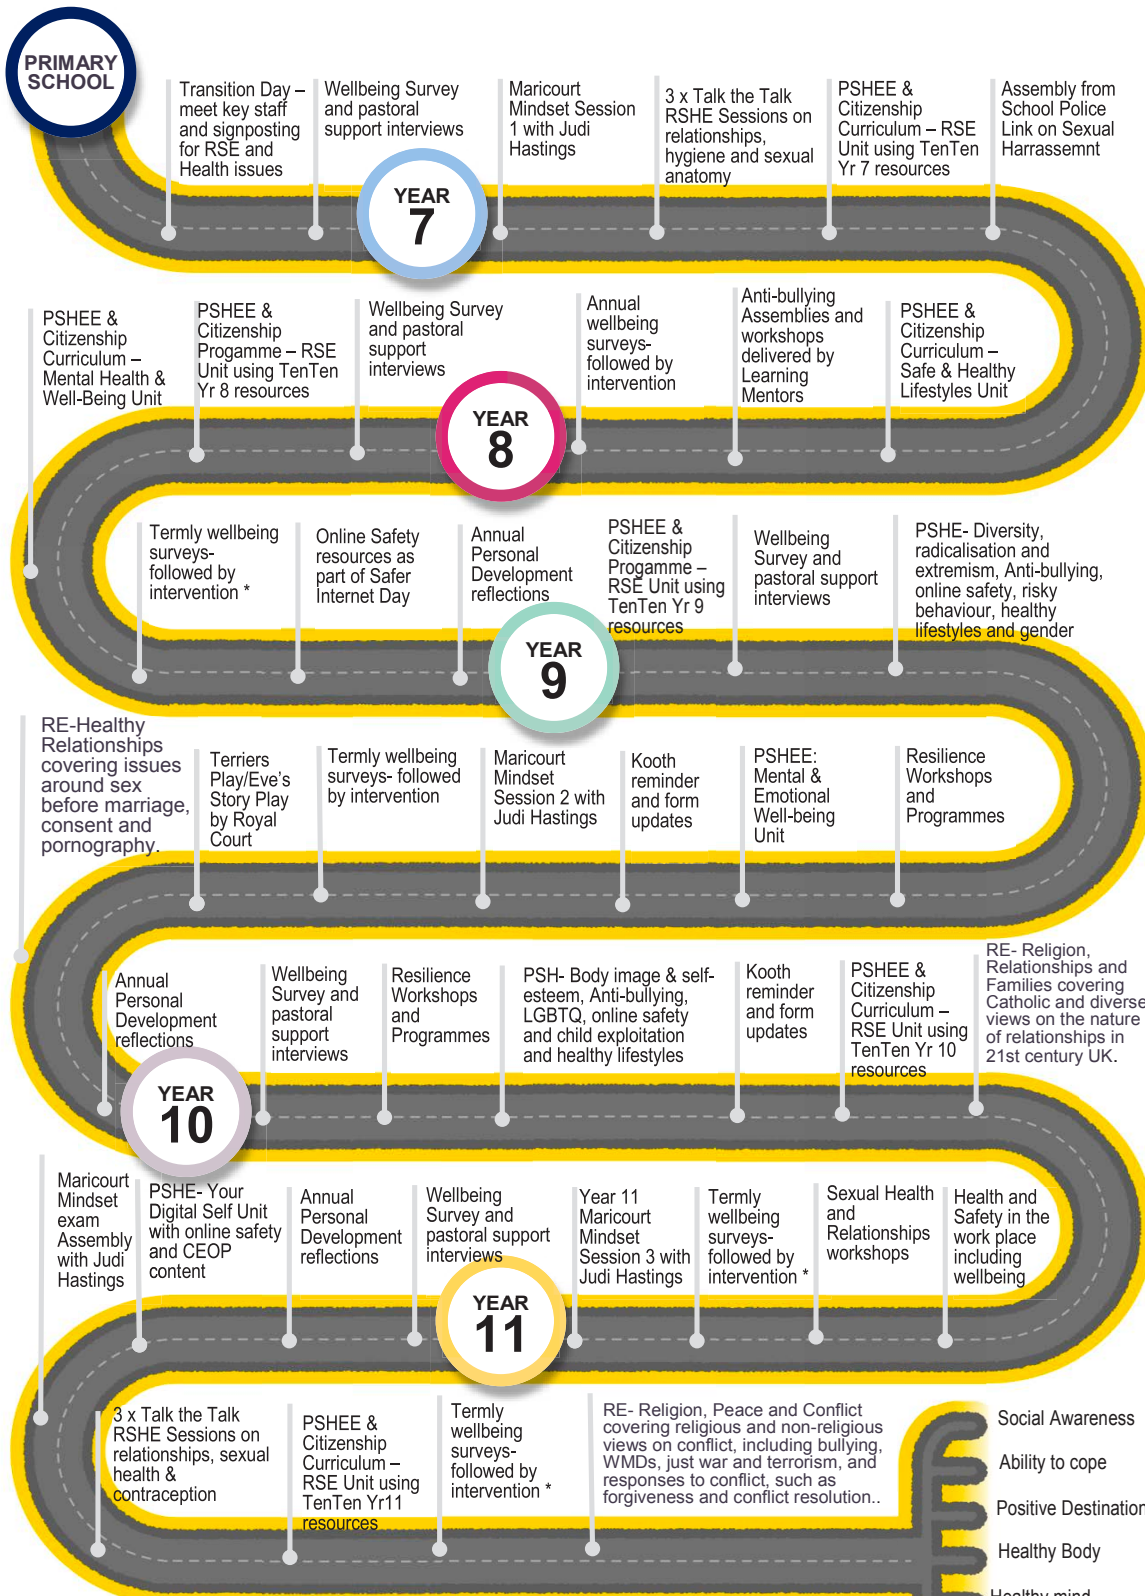 PRIMARY
SCHOOL
Transition Day –
meet key staff
and signposting
for RSE and
Health issues
Wellbeing Survey
and pastoral
support interviews
Maricourt
Mindset Session
1 with Judi
Hastings
3 x Talk the Talk
RSHE Sessions on
relationships,
hygiene and sexual
anatomy
PSHEE &
Citizenship
Curriculum – RSE
Unit using TenTen
Yr 7 resources
Assembly from
School Police
Link on Sexual
Harrassemnt
YEAR
7
PSHEE &
Citizenship
Curriculum –
Mental Health &
Well-Being Unit
PSHEE &
Citizenship
Progamme – RSE
Unit using TenTen
Yr 8 resources
Wellbeing Survey
and pastoral
support
interviews
Annual
wellbeing
surveys-
followed by
intervention
Anti-bullying
Assemblies and
workshops
delivered by
Learning
Mentors
PSHEE &
Citizenship
Curriculum –
Safe & Healthy
Lifestyles Unit
YEAR
8
Termly wellbeing
surveys-
followed by
intervention *
Online Safety
resources as
part of Safer
Internet Day
Annual
Personal
Development
reflections
PSHEE &
Citizenship
Progamme –
RSE Unit using
TenTen Yr 9
resources
Wellbeing
Survey and
pastoral support
interviews
PSHE- Diversity,
radicalisation and
extremism, Anti-bullying,
online safety, risky
behaviour, healthy
lifestyles and gender
YEAR
9
RE-Healthy
Relationships
covering issues
around sex
before marriage,
consent and
pornography.
Terriers
Play/Eve's
Story Play
by Royal
Court
Termly wellbeing
surveys- followed
by intervention
Maricourt
Mindset
Session 2 with
Judi Hastings
Kooth
reminder
and form
updates
PSHEE:
Mental &
Emotional
Well-being
Unit
Resilience
Workshops
and
Programmes
Annual
Personal
Development
reflections
Wellbeing
Survey and
pastoral
support
interviews
Resilience
Workshops
and
Programmes
PSH- Body image & self-
esteem, Anti-bullying,
LGBTQ, online safety
and child exploitation
and healthy lifestyles
Kooth
reminder
and form
updates
PSHEE &
Citizenship
Curriculum –
RSE Unit using
TenTen Yr 10
resources
RE- Religion,
Relationships and
Families covering
Catholic and diverse
views on the nature
of relationships in
21st century UK.
YEAR
10
Maricourt
Mindset
exam
Assembly
with Judi
Hastings
PSHE- Your
Digital Self Unit
with online safety
and CEOP
content
Annual
Personal
Development
reflections
Wellbeing
Survey and
pastoral support
interviews
Year 11
Maricourt
Mindset
Session 3 with
Judi Hastings
Termly
wellbeing
surveys-
followed by
intervention *
Sexual Health
and
Relationships
workshops
Health and
Safety in the
work place
including
wellbeing
YEAR
11
3 x Talk the Talk
RSHE Sessions on
relationships, sexual
health &
contraception
PSHEE &
Citizenship
Curriculum –
RSE Unit using
TenTen Yr11
resources
Termly
wellbeing
surveys-
followed by
intervention *
RE- Religion, Peace and Conflict
covering religious and non-religious
views on conflict, including bullying,
WMDs, just war and terrorism, and
responses to conflict, such as
forgiveness and conflict resolution..
Social Awareness
Ability to cope
Positive Destination
Healthy Body
Healthy mind